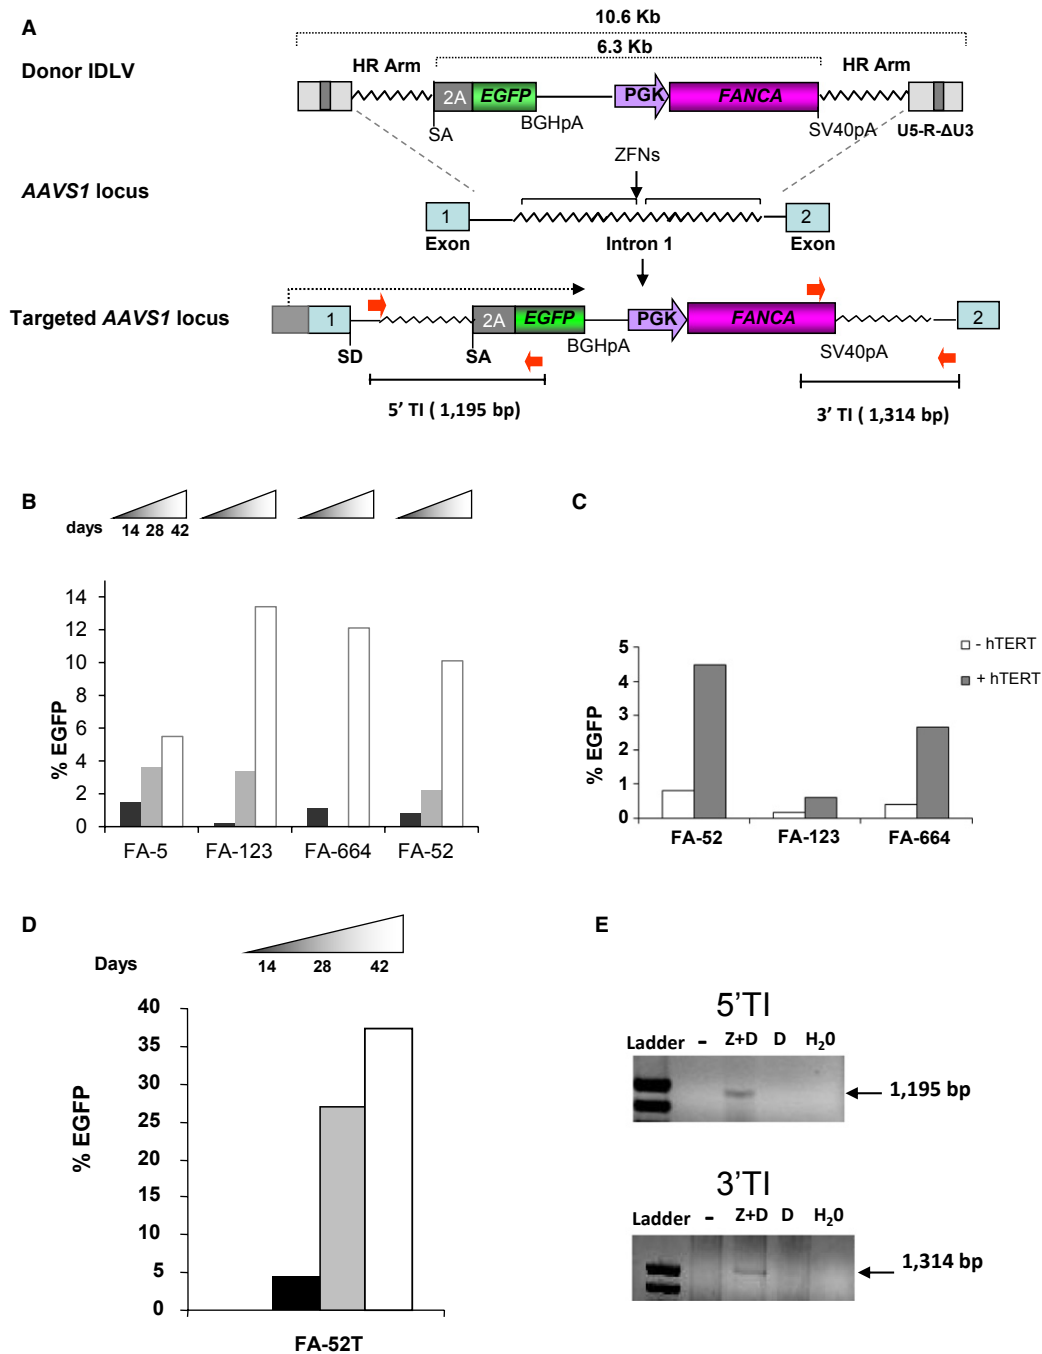 A
10.6 Kb
Donor IDLV
6.3 Kb
HR Arm
HR Arm
2A EGFP PGK FANCA
SA
BGHpA
SV40pA
U5-R-ΔU3
ZFNs
AAVS1 locus
1
2
Exon
Intron 1
Exon
Targeted AAVS1 locus
1 2A EGFP PGK FANCA 2
SD
SA
BGHpA
SV40pA
5' TI ( 1,195 bp)
3' TI ( 1,314 bp)
B
days 14 28 42
% EGFP
14
12
10
8
6
4
2
0
FA-5 FA-123 FA-664 FA-52
C
% EGFP
5
4
3
2
1
0
- hTERT
+ hTERT
FA-52 FA-123 FA-664
D
Days 14 28 42
% EGFP
40
35
30
25
20
15
10
5
0
FA-52T
E
5'TI
Ladder - Z+D D H20
1,195 bp
3'TI
Ladder - Z+D D H20
1,314 bp